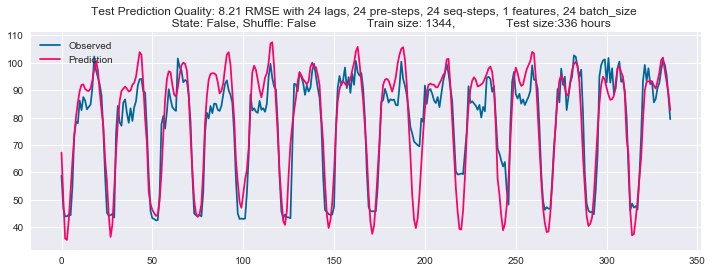 Test Prediction Quality: 8.21 RMSE with 24 lags, 24 pre-steps, 24 seq-steps, 1 features, 24 batch_size
State: False, Shuffle: False Train size: 1344, Test size:336 hours
110
100
90
80
70
60
50
40
Observed
Prediction
0 50 100 150 200 250 300 350